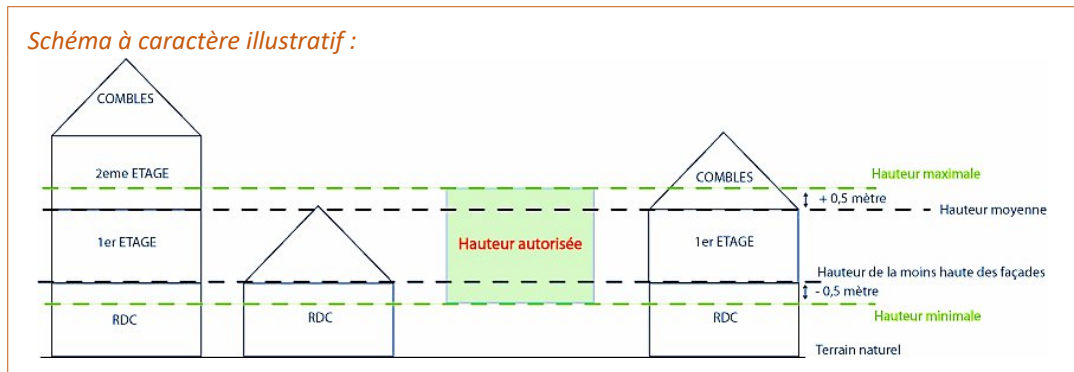 Schéma à caractère illustratif :
COMBLES
2eme ETAGE
1er ETAGE
RDC
RDC
Hauteur autorisée
COMBLES
1er ETAGE
RDC
Hauteur maximale
+ 0,5 mètre
Hauteur moyenne
Hauteur de la moins haute des façades
- 0,5 mètre
Hauteur minimale
Terrain naturel